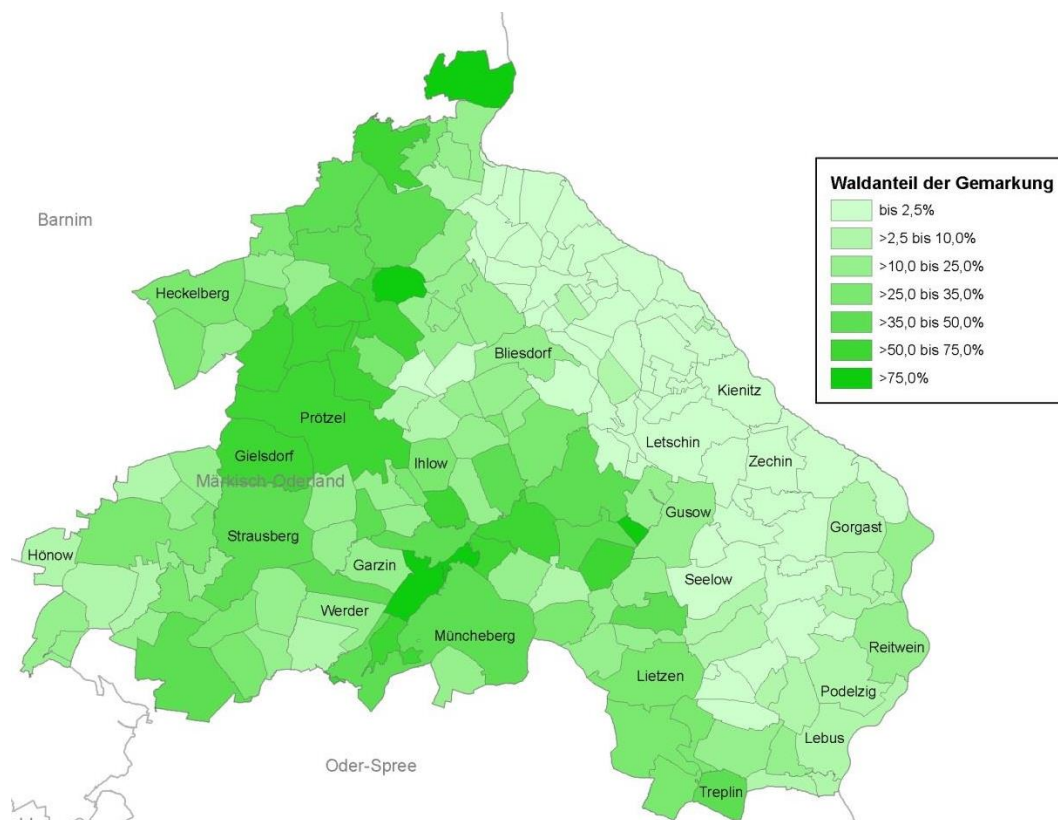 Waldanteil der Gemarkung
bis 2,5%
>2,5 bis 10,0%
>10,0 bis 25,0%
>25,0 bis 35,0%
>35,0 bis 50,0%
>50,0 bis 75,0%
>75,0%
Barnim
Heckelberg
Bliesdorf
Kienitz
Prötzel
Letschin
Gielsdorf
Ihlow
Zechin
Märkisch-Oderland
Gusow
Gorgast
Strausberg
Hönow
Garzin
Seelow
Werder
Müncheberg
Reitwein
Lietzen
Podelzig
Lebus
Oder-Spree
Treplin